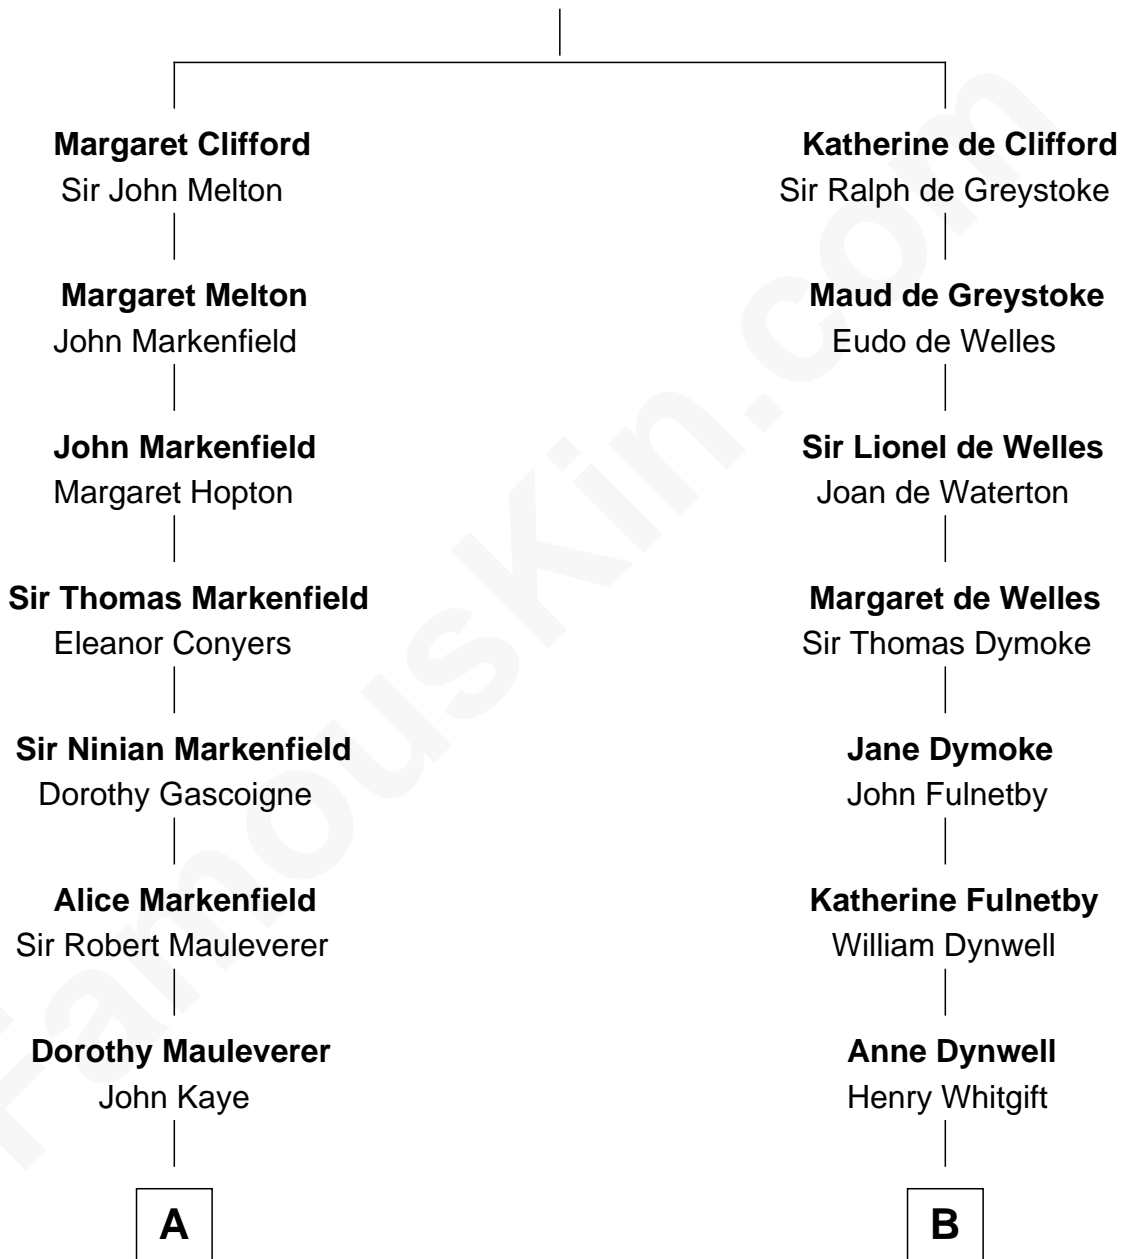 Margaret Clifford
Sir John Melton
Margaret Melton
John Markenfield
John Markenfield
Margaret Hopton
Sir Thomas Markenfield
Eleanor Conyers
Sir Ninian Markenfield
Dorothy Gascoigne
Alice Markenfield
Sir Robert Mauleverer
Dorothy Mauleverer
John Kaye
A
Katherine de Clifford
Sir Ralph de Greystoke
Maud de Greystoke
Eudo de Welles
Sir Lionel de Welles
Joan de Waterton
Margaret de Welles
Sir Thomas Dymoke
Jane Dymoke
John Fulnetby
Katherine Fulnetby
William Dynwell
Anne Dynwell
Henry Whitgift
B
FamousKin.com